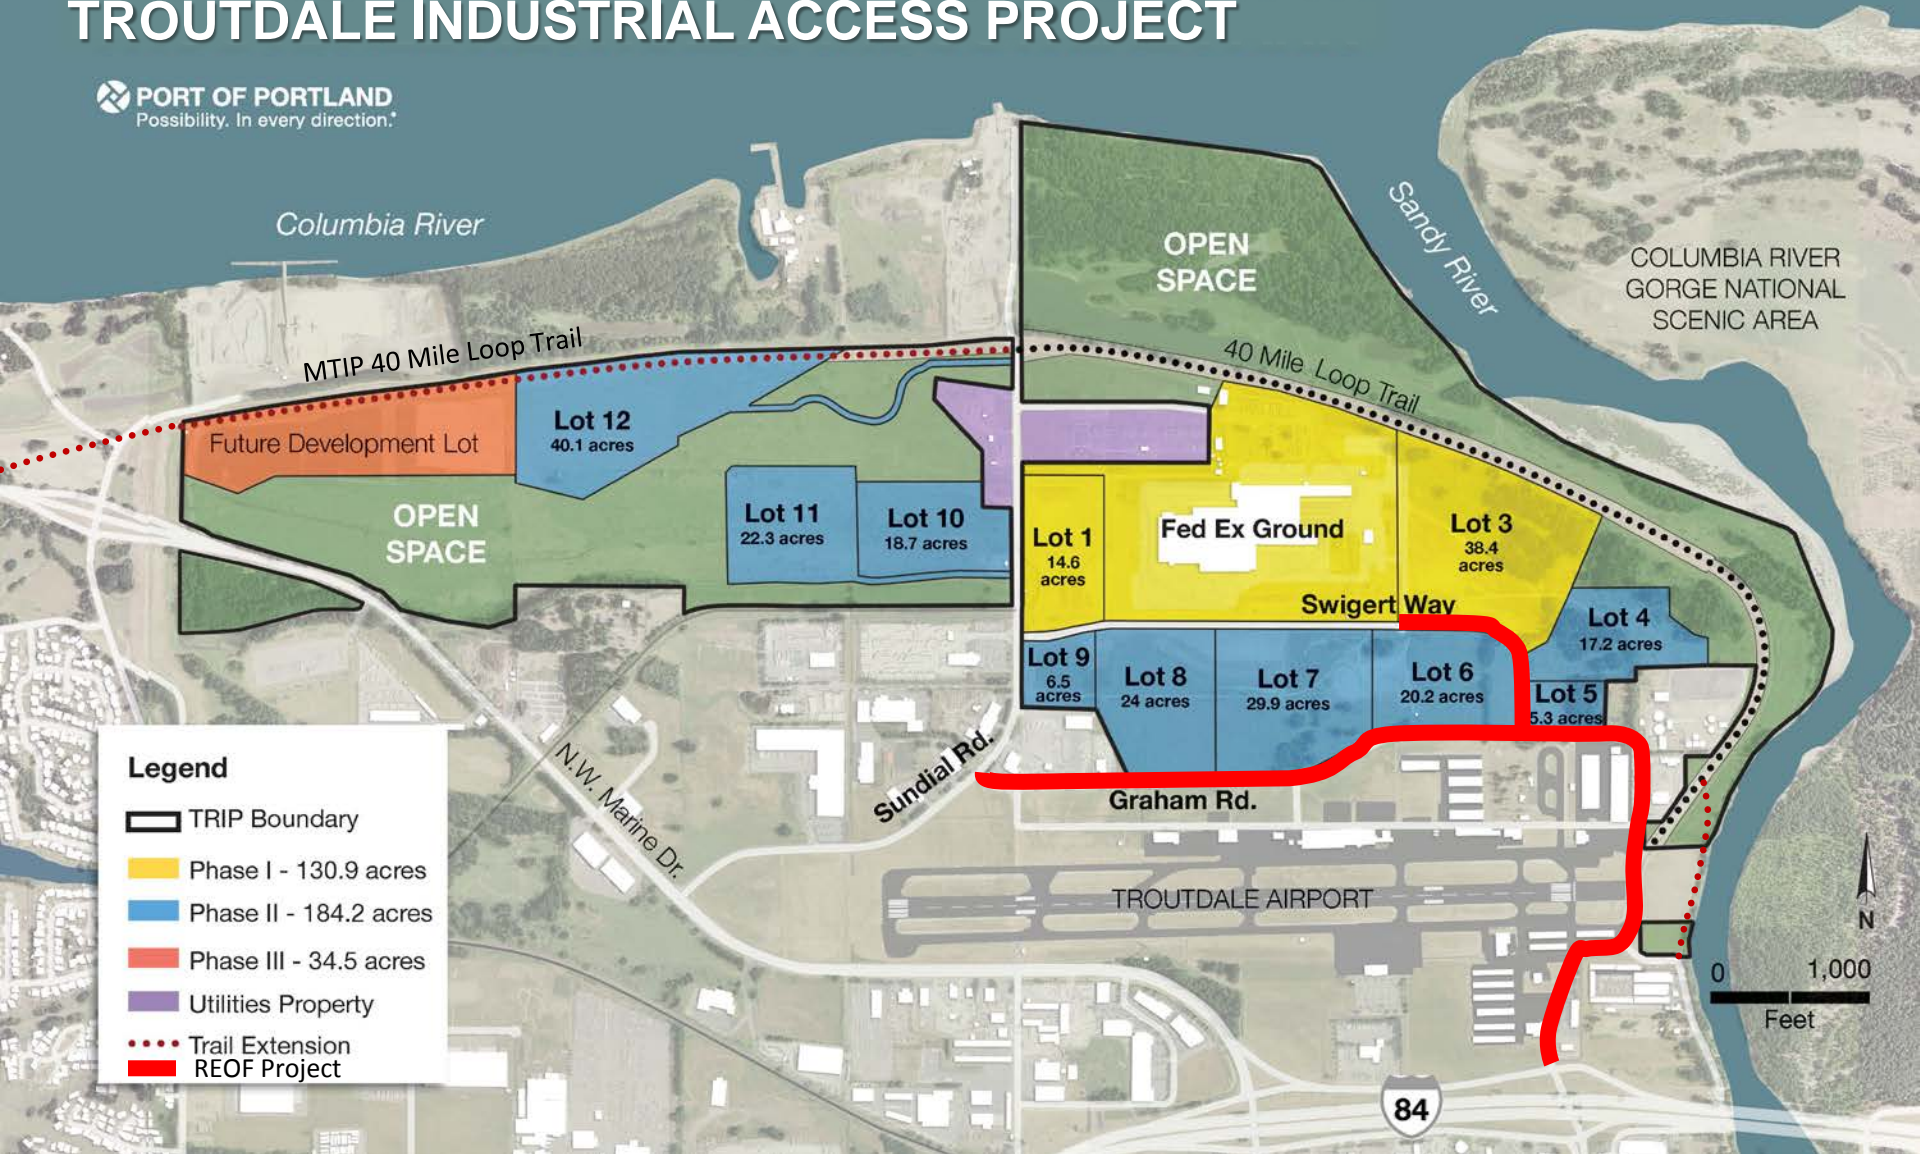 TROUTDALE INDUSTRIAL ACCESS PROJECT
PORT OF PORTLAND
Possibility. In every direction.
Columbia River
Sandy River
OPEN
SPACE
COLUMBIA RIVER
GORGE NATIONAL
SCENIC AREA
MTIP 40 Mile Loop Trail
40 Mile Loop Trail
Future Development Lot
Lot 12
40.1 acres
OPEN
SPACE
Lot 11
22.3 acres
Lot 10
18.7 acres
Lot 1
14.6
acres
Fed Ex Ground
Lot 3
38.4
acres
Swigert Way
Lot 4
17.2 acres
Lot 9
6.5
acres
Lot 8
24 acres
Lot 7
29.9 acres
Lot 6
20.2 acres
Lot 5
5.3 acres
Sundial Rd.
Graham Rd.
N.W. Marine Dr.
TROUTDALE AIRPORT
Legend
TRIP Boundary
Phase I - 130.9 acres
Phase II - 184.2 acres
Phase III - 34.5 acres
Utilities Property
Trail Extension
REOF Project
N
0 1,000
Feet
84